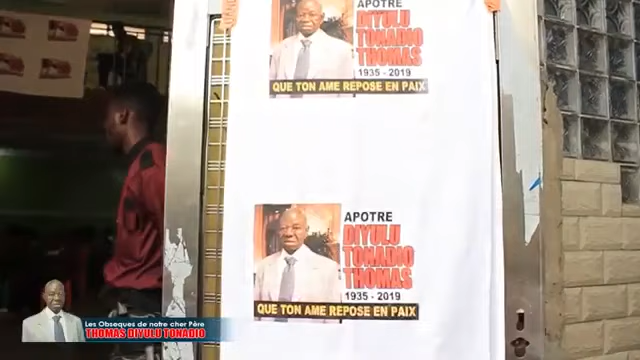 APOTRE
DIYULU
TONADIO
THOMAS
1935 - 2019
QUE TON AME REPOSE EN PAIX
APOTRE
DIYULU
TONADIO
THOMAS
1935 - 2019
QUE TON AME REPOSE EN PAIX
Les Obseques de notre cher Père
THOMAS DIYULU TONADIO